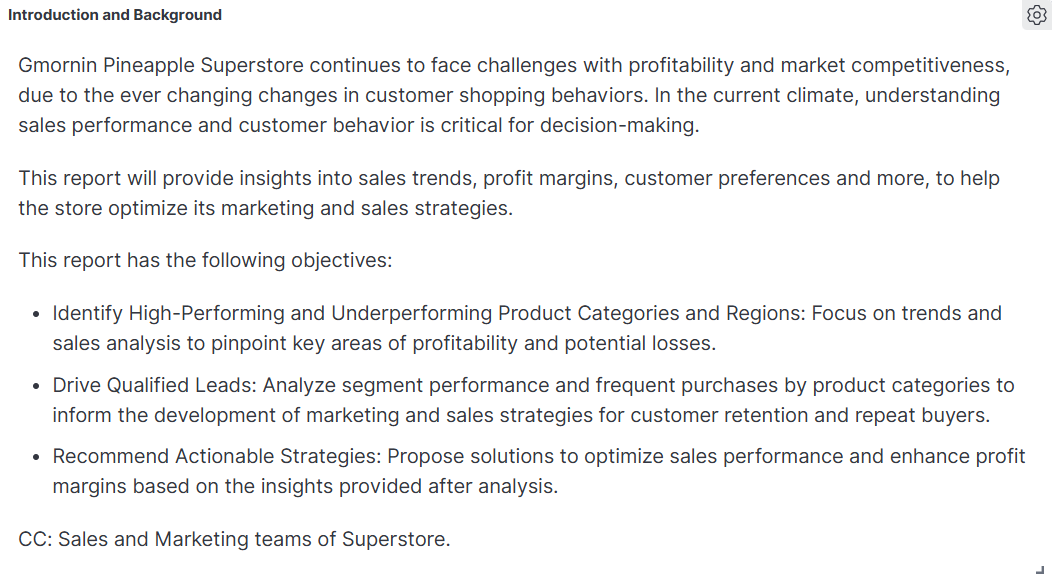 Introduction and Background
Gmornin Pineapple Superstore continues to face challenges with profitability and market competitiveness,
due to the ever changing changes in customer shopping behaviors. In the current climate, understanding
sales performance and customer behavior is critical for decision-making.
This report will provide insights into sales trends, profit margins, customer preferences and more, to help
the store optimize its marketing and sales strategies.
This report has the following objectives:
• Identify High-Performing and Underperforming Product Categories and Regions: Focus on trends and
sales analysis to pinpoint key areas of profitability and potential losses.
• Drive Qualified Leads: Analyze segment performance and frequent purchases by product categories to
inform the development of marketing and sales strategies for customer retention and repeat buyers.
• Recommend Actionable Strategies: Propose solutions to optimize sales performance and enhance profit
margins based on the insights provided after analysis.
CC: Sales and Marketing teams of Superstore.